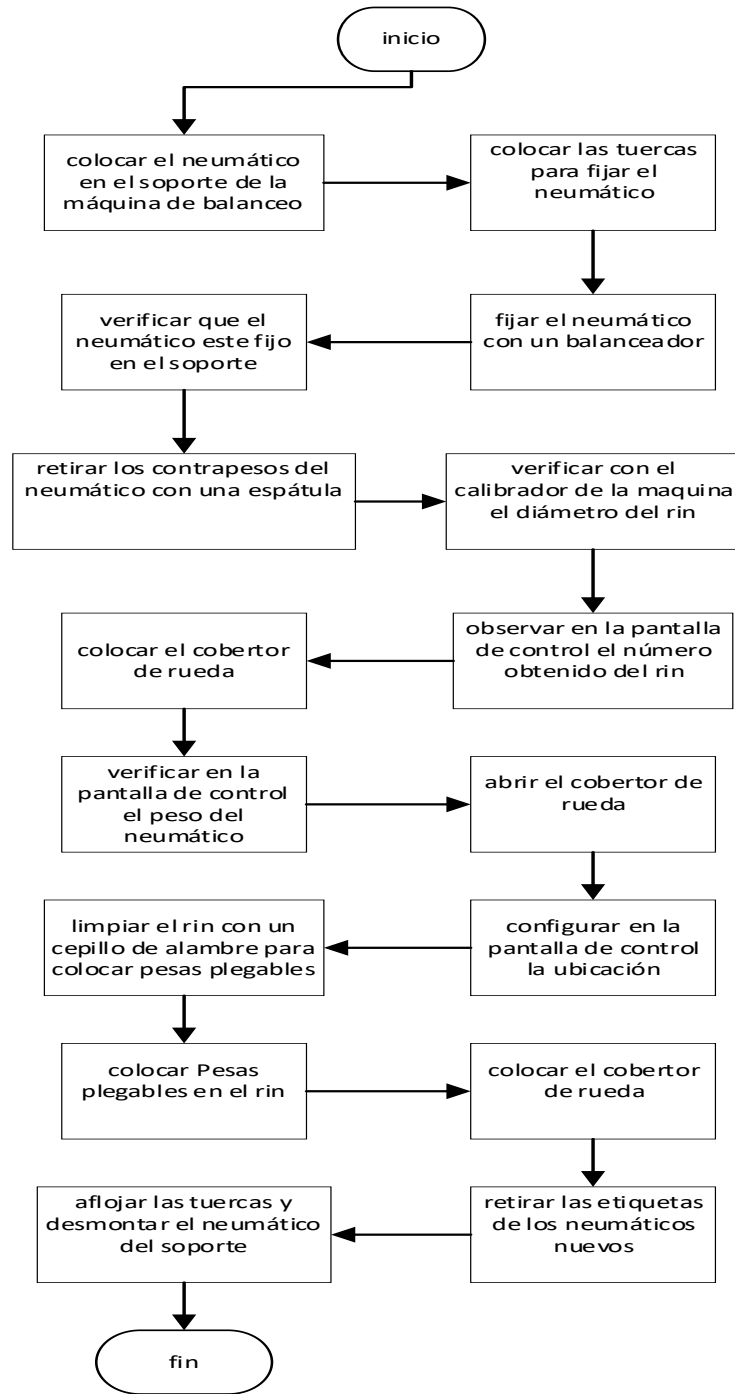 inicio
colocar el neumático
en el soporte de la
máquina de balanceo
colocar las tuercas
para fijar el
neumático
fijar el neumático
con un balanceador
verificar que el
neumático este fijo
en el soporte
retirar los contrapesos del
neumático con una espátula
verificar con el
calibrador de la maquina
el diámetro del rin
observar en la pantalla
de control el número
obtenido del rin
colocar el cobertor
de rueda
verificar en la
pantalla de control
el peso del
neumático
abrir el cobertor de
rueda
configurar en la
pantalla de control
la ubicación
limpiar el rin con un
cepillo de alambre para
colocar pesas plegables
colocar Pesas
plegables en el rin
colocar el cobertor
de rueda
retirar las etiquetas
de los neumáticos
nuevos
aflojar las tuercas y
desmontar el neumático
del soporte
fin